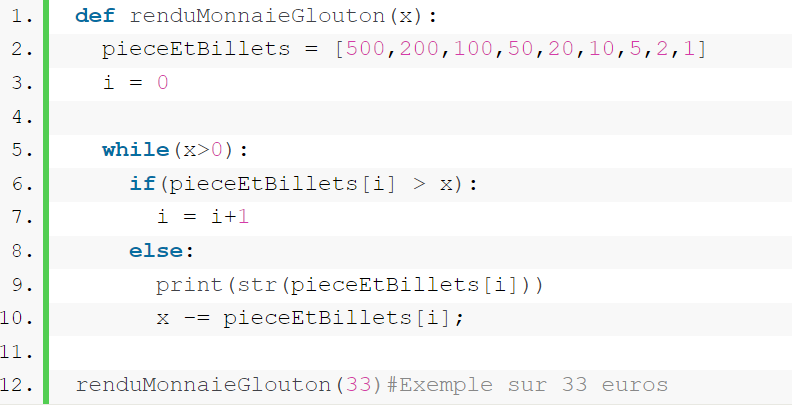 1. def renduMonnaieGlouton(x):
2.   pieceEtBillets = [500,200,100,50,20,10,5,2,1]
3.   i = 0
4.
5.   while(x>0):
6.     if(pieceEtBillets[i] > x):
7.       i = i+1
8.     else:
9.       print(str(pieceEtBillets[i]))
10.       x -= pieceEtBillets[i];
11.
12. renduMonnaieGlouton(33)#Exemple sur 33 euros